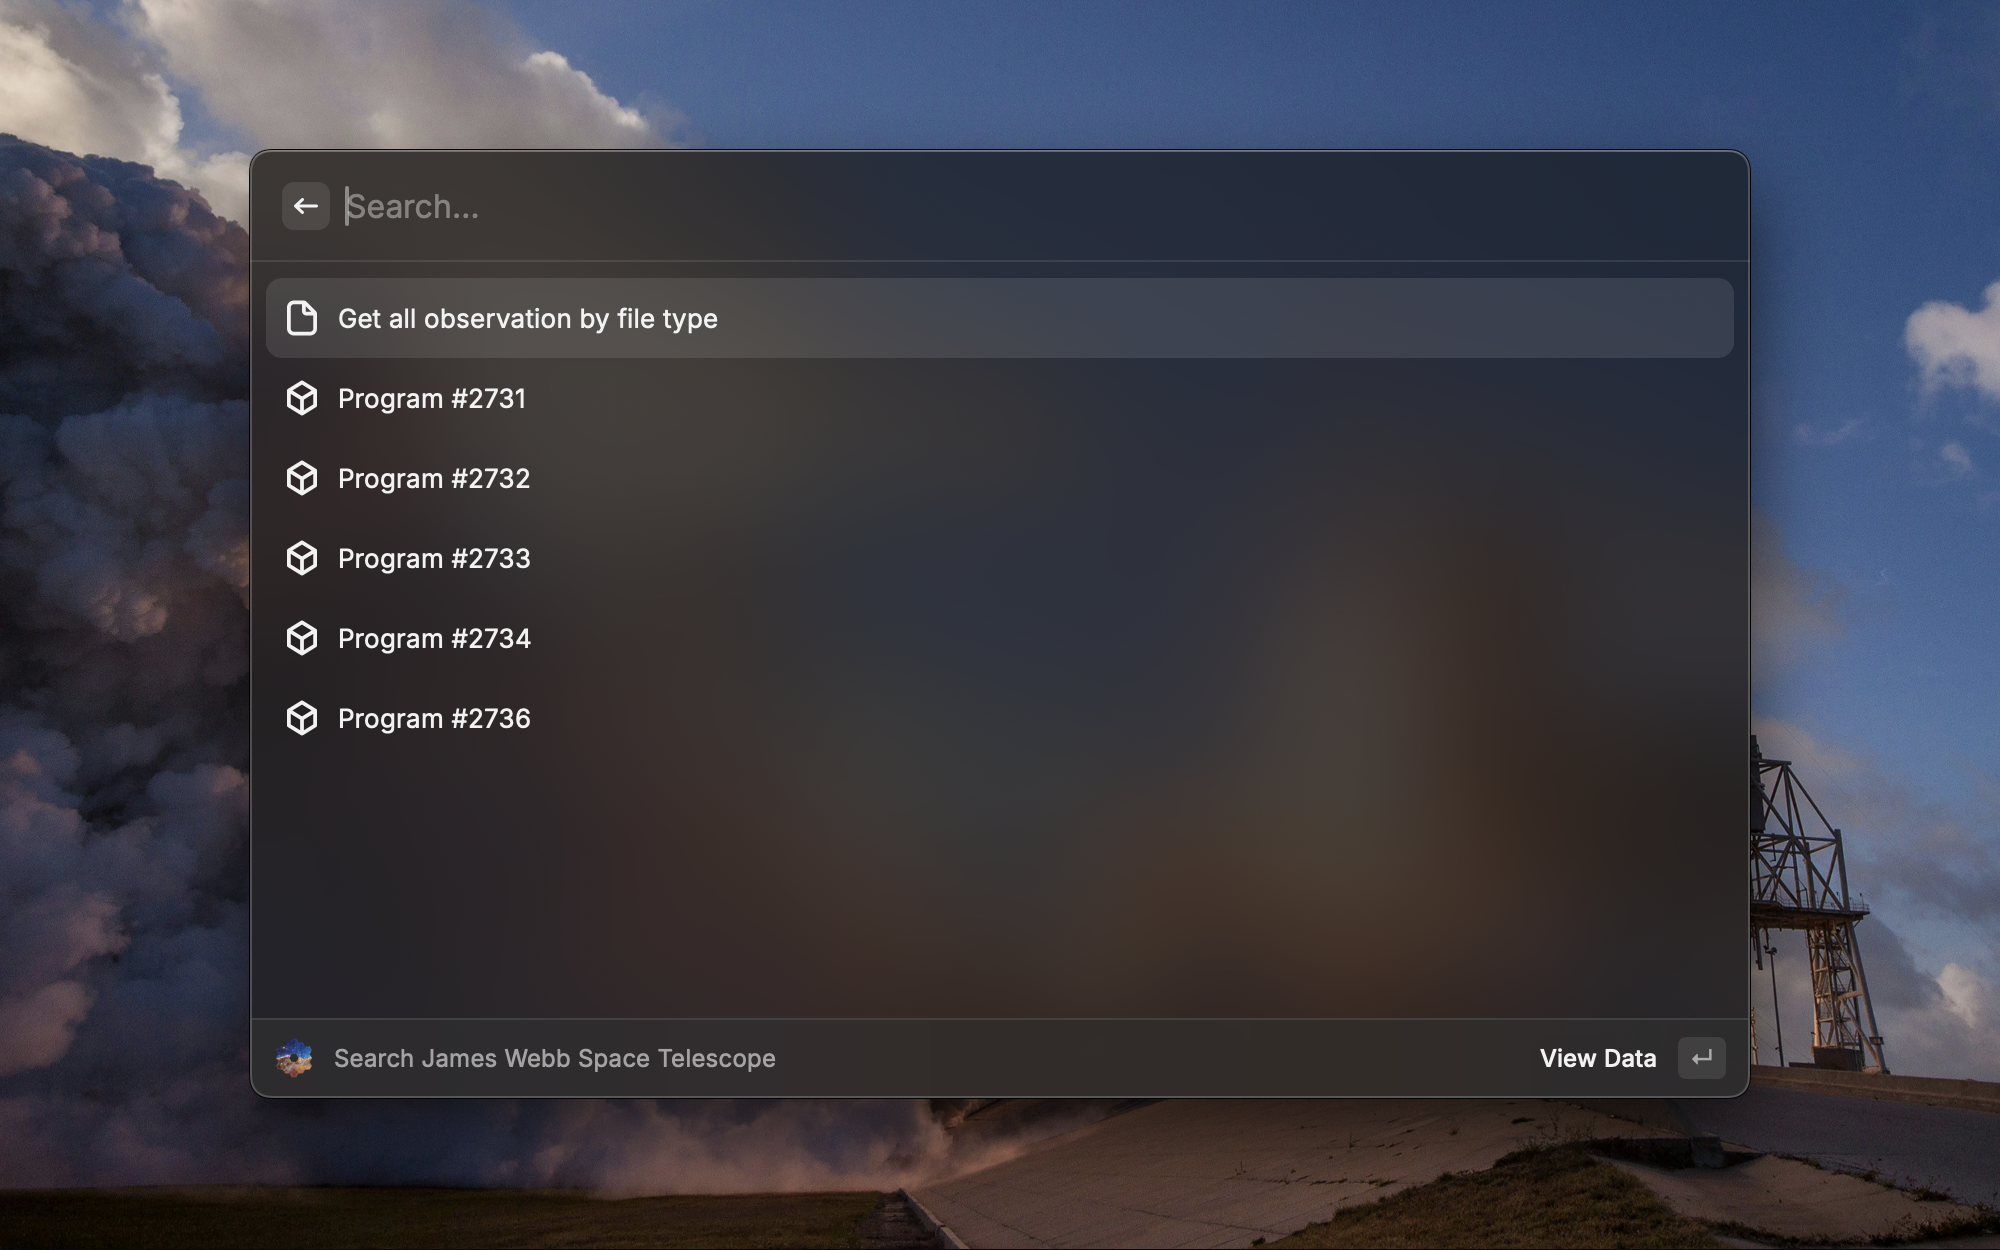 Search...
Get all observation by file type
Program #2731
Program #2732
Program #2733
Program #2734
Program #2736
Search James Webb Space Telescope
View Data